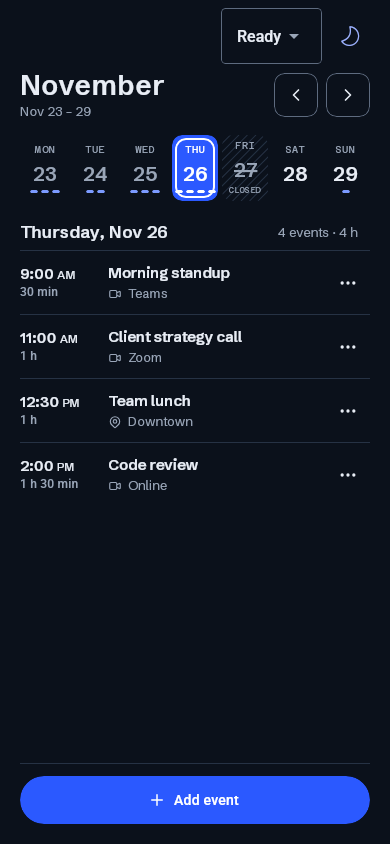 Ready
November
Nov 23 – 29
MON TUE WED THU FRI SAT SUN
23 24 25 26 27 28 29
CLOSED
Thursday, Nov 26 4 events · 4 h
9:00 AM Morning standup
30 min Teams
11:00 AM Client strategy call
1 h Zoom
12:30 PM Team lunch
1 h Downtown
2:00 PM Code review
1 h 30 min Online
Add event